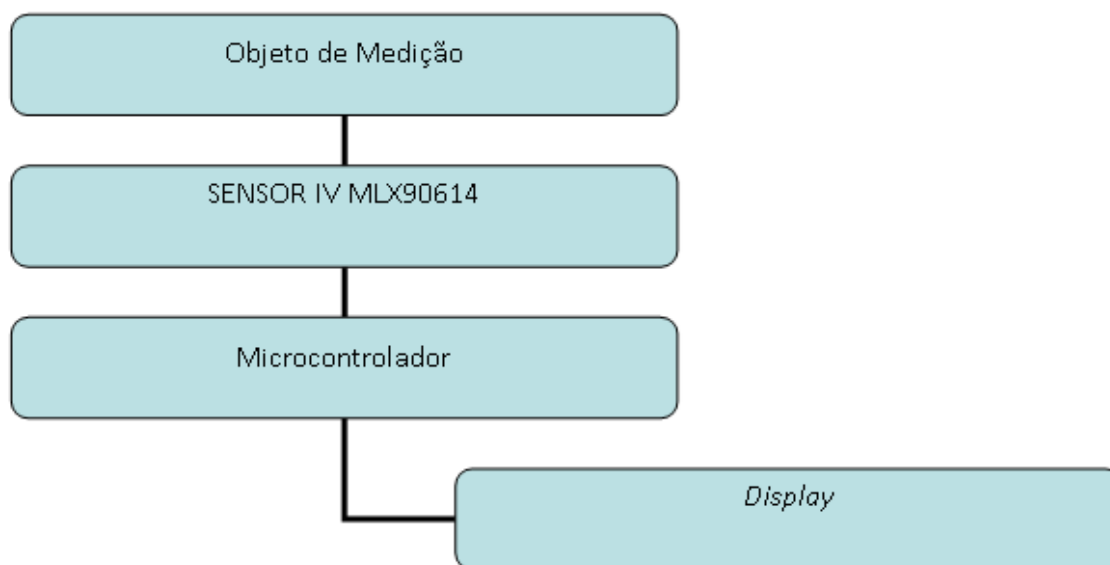 Objeto de Medição
SENSOR IV MLX90614
Microcontrolador
Display